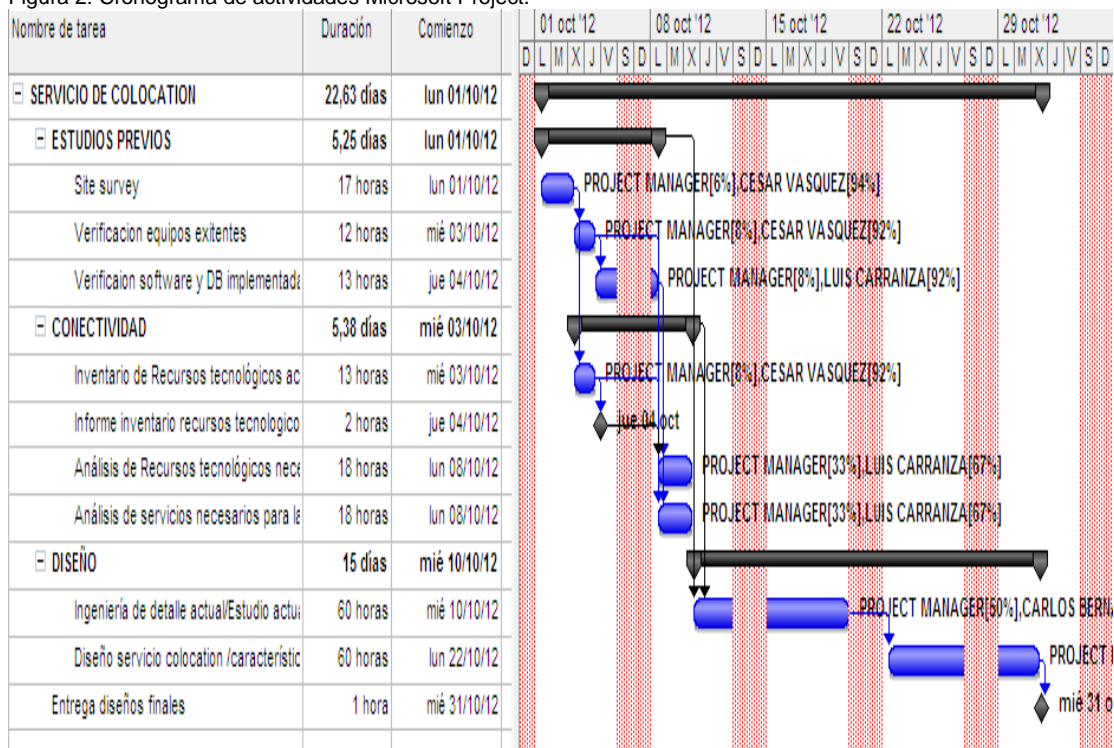 Figura 2. Cronograma de actividades Microsoft Project.
Nombre de tarea Duración Comienzo 01 oct '12 08 oct '12 15 oct '12 22 oct '12 29 oct '12
D L M X J V S D L M X J V S D L M X J V S D L M X J V S D L M X J V S D
SERVICIO DE COLOCATION 22,63 días lun 01/10/12
ESTUDIOS PREVIOS 5,25 días lun 01/10/12
Site survey 17 horas lun 01/10/12 PROJECT MANAGER[6%],CESAR VASQUEZ[94%]
Verificacion equipos exitentes 12 horas mié 03/10/12 PROJECT MANAGER[8%],CESAR VASQUEZ[92%]
Verificaion software y DB implementada 13 horas jue 04/10/12 PROJECT MANAGER[8%],LUIS CARRANZA[92%]
CONECTIVIDAD 5,38 días mié 03/10/12
Inventario de Recursos tecnológicos ac 13 horas mié 03/10/12 PROJECT MANAGER[8%],CESAR VASQUEZ[92%]
Informe inventario recursos tecnologico 2 horas jue 04/10/12 jue 04 oct
Análisis de Recursos tecnológicos nece 18 horas lun 08/10/12 PROJECT MANAGER[33%],LUIS CARRANZA[67%]
Análisis de servicios necesarios para la 18 horas lun 08/10/12 PROJECT MANAGER[33%],LUIS CARRANZA[67%]
DISEÑO 15 días mié 10/10/12
Ingeniería de detalle actual/Estudio actu 60 horas mié 10/10/12 PROJECT MANAGER[50%],CARLOS BERNA
Diseño servicio colocation /característic 60 horas lun 22/10/12 PROJECT
Entrega diseños finales 1 hora mié 31/10/12 mié 31 o